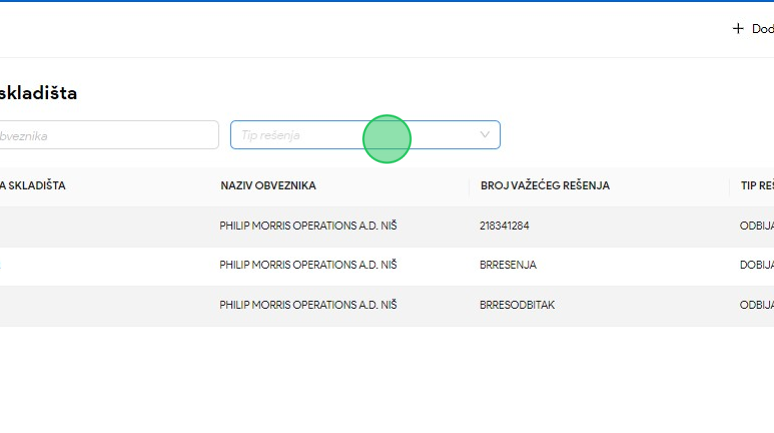 + Dod
skladišta
bveznika Tip rešenja
A SKLADIŠTA NAZIV OBVEZNIKA BROJ VAŽEĆEG REŠENJA TIP REŠ
PHILIP MORRIS OPERATIONS A.D. NIŠ 218341284 ODBIJA
PHILIP MORRIS OPERATIONS A.D. NIŠ BRRESENJA DOBIJA
PHILIP MORRIS OPERATIONS A.D. NIŠ BRRESODBITAK ODBIJA